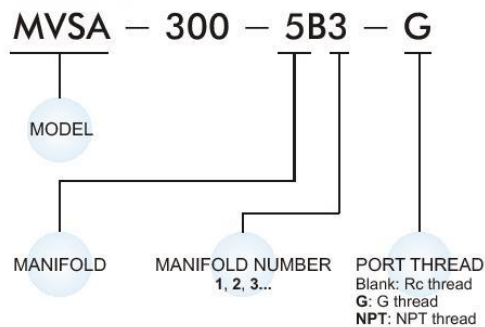 MVSA – 300 – 5B3 – G
MODEL
MANIFOLD
MANIFOLD NUMBER
1, 2, 3...
PORT THREAD
Blank: Rc thread
G: G thread
NPT: NPT thread